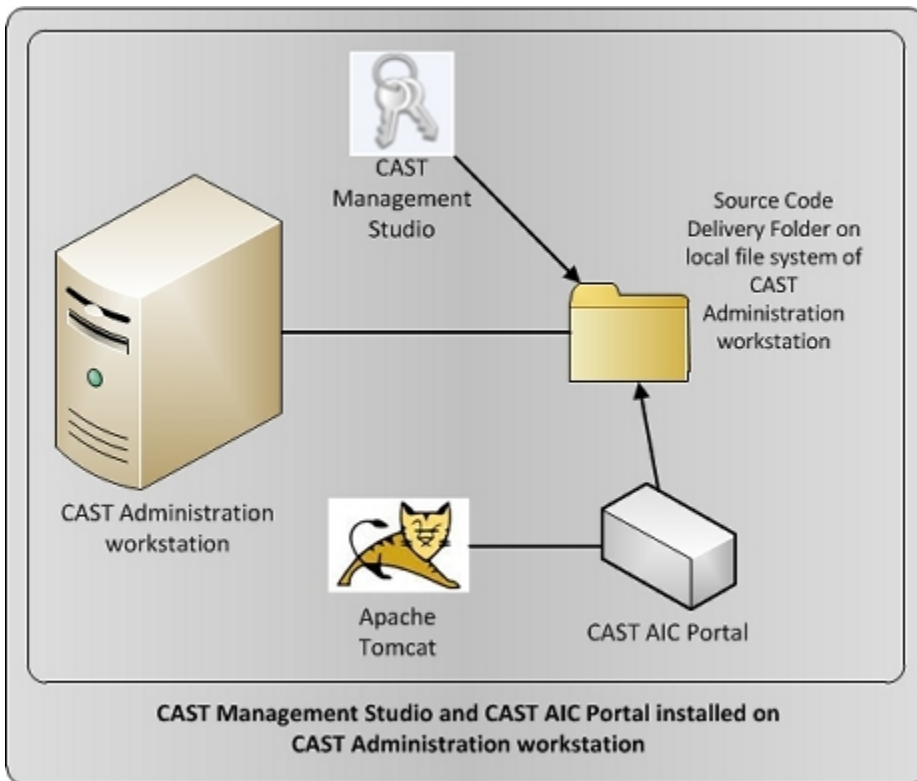 CAST
Management
Studio
Source Code
Delivery Folder on
local file system of
CAST
Administration
workstation
CAST Administration
workstation
Apache
Tomcat
CAST AIC Portal
CAST Management Studio and CAST AIC Portal installed on
CAST Administration workstation